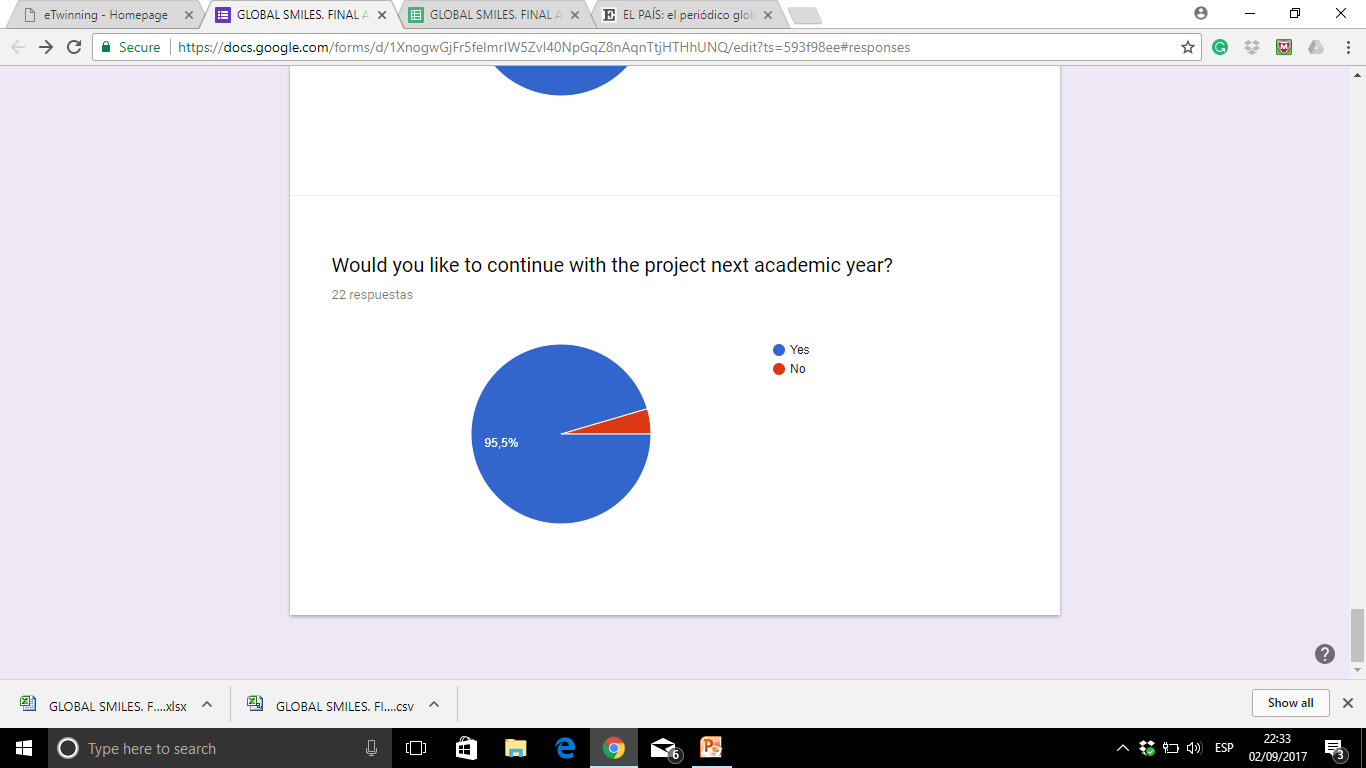 eTwinning - Homepage
GLOBAL SMILES. FINAL A
GLOBAL SMILES. FINAL A
E EL PAÍS: el periódico glob
Secure
https://docs.google.com/forms/d/1XnogwGjFr5felmrlW5Zvl40NpGqZ8nAqnTtjHTHhUNQ/edit?ts=593f98ee#responses
Would you like to continue with the project next academic year?
22 respuestas
Yes
No
95,5%
?
GLOBAL SMILES. F....xlsx
GLOBAL SMILES. FI....csv
Show all
Type here to search
6
ESP
22:33
02/09/2017
3